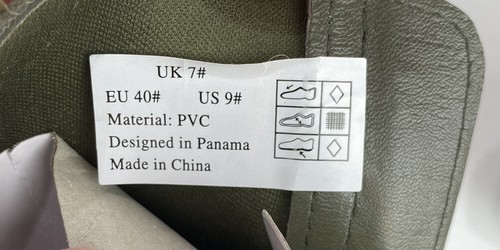 UK 7#
EU 40# US 9#
Material: PVC
Designed in Panama
Made in China